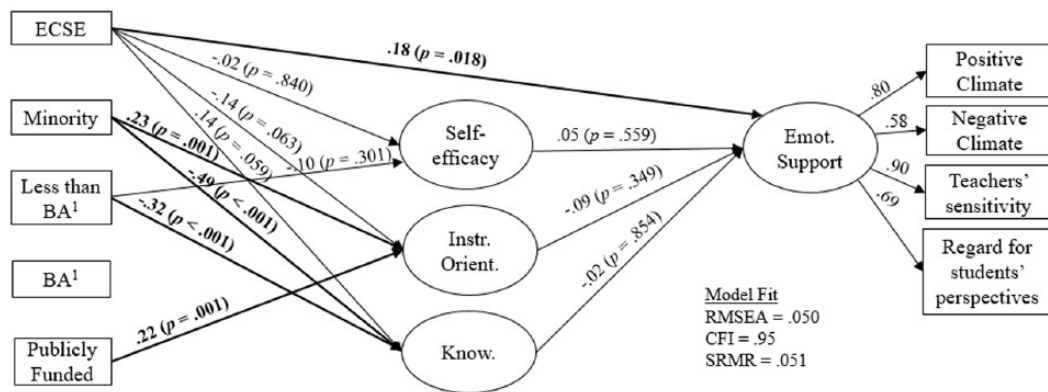 ECSE
Minority
Less than
BA¹
BA¹
Publicly
Funded
.18 (p = .018)
-.02 (p = .840)
-.14 (p = .063)
.14 (p = .059)
.23 (p = .001)
-.49 (p < .001)
.10 (p = .301)
-.32 (p < .001)
.22 (p = .001)
Self-
efficacy
Instr.
Orient.
Know.
.05 (p = .559)
-.09 (p = .349)
-.02 (p = .854)
Emot.
Support
.80
.58
.90
.69
Positive
Climate
Negative
Climate
Teachers’
sensitivity
Regard for
students’
perspectives
Model Fit
RMSEA = .050
CFI = .95
SRMR = .051